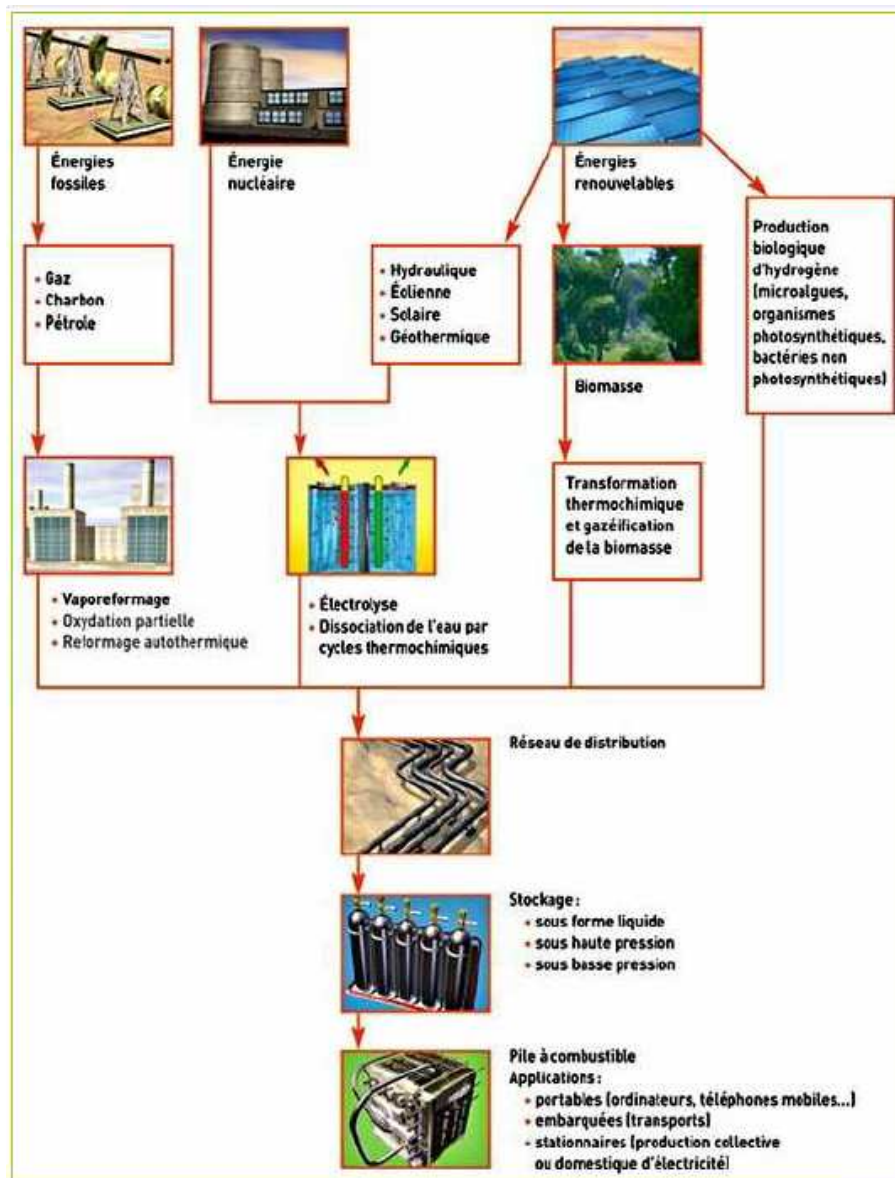 Énergies
fossiles
Énergie
nucléaire
Énergies
renouvelables
• Gaz
• Charbon
• Pétrole
• Hydraulique
• Éolienne
• Solaire
• Géothermique
Biomasse
Production
biologique
d'hydrogène
(microalgues,
organismes
photosynthétiques,
bactéries non
photosynthétiques)
• Vaporeformage
• Oxydation partielle
• Reformage autothermique
• Électrolyse
• Dissociation de l'eau par
cycles thermochimiques
Transformation
thermochimique
et gazéification
de la biomasse
Réseau de distribution
Stockage :
• sous forme liquide
• sous haute pression
• sous basse pression
Pile à combustible
Applications :
• portables (ordinateurs, téléphones mobiles...)
• embarquées (transports)
• stationnaires (production collective
ou domestique d'électricité)